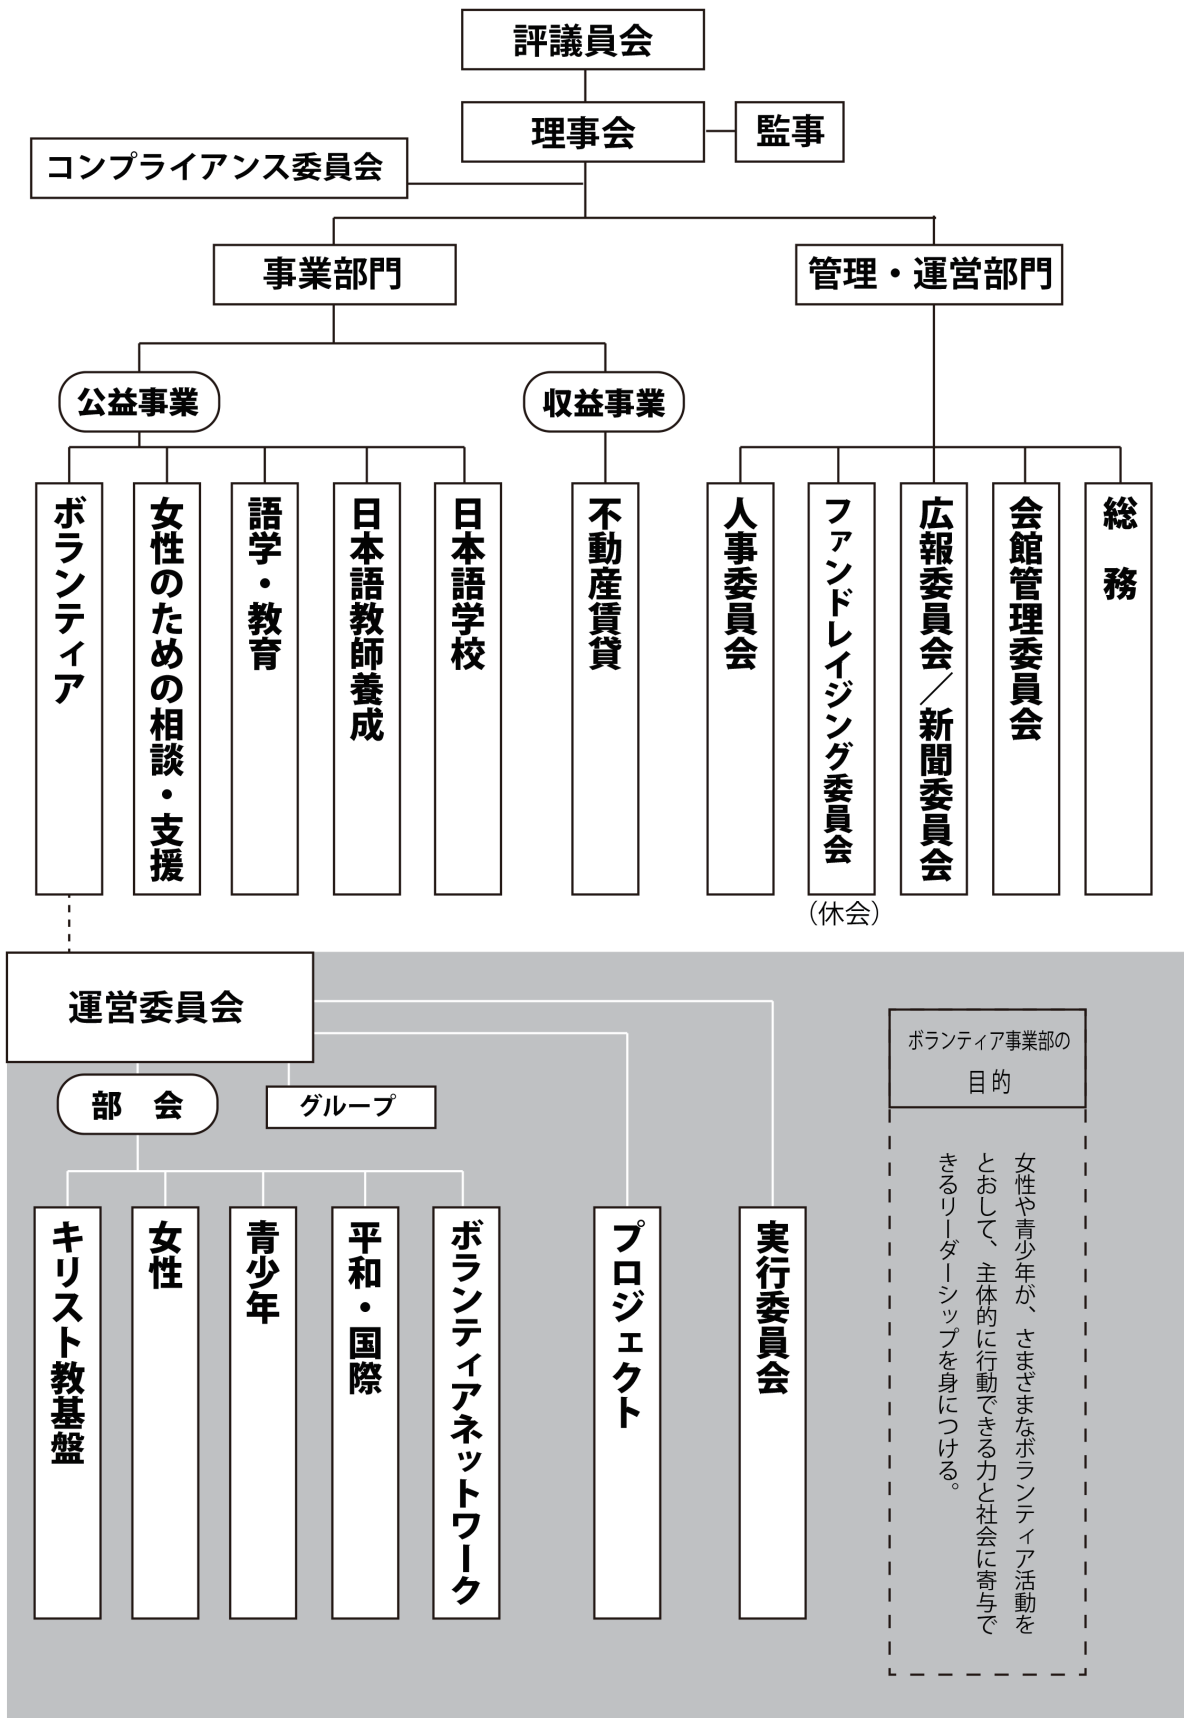 評議員会
理事会
監事
コンプライアンス委員会
事業部門
管理・運営部門
公益事業
収益事業
ボランティア
女性のための相談・支援
語学・教育
日本語教師養成
日本語学校
不動産賃貸
人事委員会
ファンドレイジング委員会
(休会)
広報委員会／新聞委員会
会館管理委員会
総　務
運営委員会
部　会
グループ
キリスト教基盤
女性
青少年
平和・国際
ボランティアネットワーク
プロジェクト
実行委員会
ボランティア事業部の
目的
女性や青少年が、さまざまなボランティア活動を
とおして、主体的に行動できる力と社会に寄与で
きるリーダーシップを身につける。